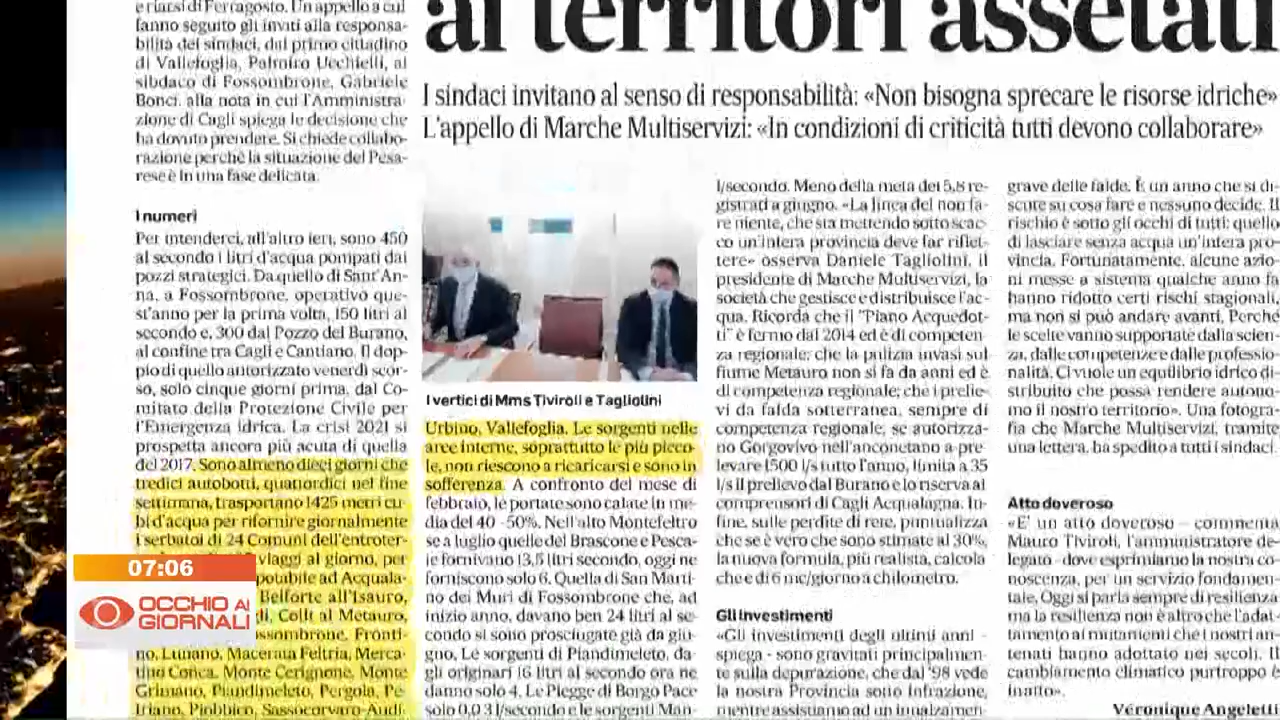 ai territori assetati
I sindaci invitano al senso di responsabilità: «Non bisogna sprecare le risorse idriche»
L'appello di Marche Multiservizi: «In condizioni di criticità tutti devono collaborare»
e riarsi di Ferragosto. Un appello a cui
fanno seguito gli inviti alla responsa-
bilità dei sindaci, dal primo cittadino
di Vallefoglia, Palmiro Ucchielli, al
sibdaco di Fossombrone, Gabriele
Bonci, alla nota in cui l'Amministra-
zione di Cagli spiega le decisione che
ha dovuto prendere. Si chiede collabo-
razione perchè la situazione del Pesa-
rese è in una fase delicata.
I numeri
Per intenderci, all'altro ieri, sono 450
al secondo i litri d'acqua pompati dai
pozzi strategici. Da quello di Sant'An-
na, a Fossombrone, operativo que-
st'anno per la prima volta, 150 litri al
secondo e, 300 dal Pozzo del Burano,
al confine tra Cagli e Cantiano. Il dop-
pio di quello autorizzato venerdì scor-
so, solo cinque giorni prima, dal Co-
mitato della Protezione Civile per
l'Emergenza idrica. La crisi 2021 si
prospetta ancora più acuta di quella
del 2017. Sono almeno dieci giorni che
tredici autobotti, quatordici nel fine
settimana, trasportano 1425 metri cu-
bi d'acqua per rifornire giornalmente
i serbatoi di 24 Comuni dell'entroter-
viaggi al giorno, per
potabile ad Acquala-
Belforte all'Isauro,
gli, Colli al Metauro,
ossombrone, Fronti-
no, Lunano, Macerata Feltria, Merca-
tino Conca, Monte Cerignone, Monte
Grimano, Piandimeleto, Pergola, Pe-
triano, Piobbico, Sassocorvaro-Audi-
I vertici di Mms Tiviroli e Tagliolini
Urbino, Vallefoglia. Le sorgenti nelle
aree interne, soprattutto le più picco-
le, non riescono a ricaricarsi e sono in
sofferenza. A confronto del mese di
febbraio, le portate sono calate in me-
dia del 40 -50%. Nell'alto Montefeltro
se a luglio quelle del Brascone e Pesca-
le fornivano 13,5 litri secondo, oggi ne
forniscono solo 6. Quella di San Marti-
no dei Muri di Fossombrone che, ad
inizio anno, davano ben 24 litri al se-
condo si sono prosciugate già da giu-
gno. Le sorgenti di Piandimeleto, da-
gli originari 16 litri al secondo ora ne
danno solo 4. Le Piegge di Borgo Pace
solo 0,03 l/secondo e le sorgenti Man-
l/secondo. Meno della metà dei 5,8 re-
gistrati a giugno. «La linea del non fa-
re niente, che sta mettendo sotto scac-
co un'intera provincia deve far riflet-
tere» osserva Daniele Tagliolini, il
presidente di Marche Multiservizi, la
società che gestisce e distribuisce l'ac-
qua. Ricorda che il "Piano Acquedot-
ti" è fermo dal 2014 ed è di competen-
za regionale; che la pulizia invasi sul
fiume Metauro non si fa da anni ed è
di competenza regionale; che i prelie-
vi da falda sotterranea, sempre di
competenza regionale, se autorizza-
no Gorgovivo nell'anconetano a pre-
levare 1500 l/s tutto l'anno, limita a 35
l/s il prelievo dal Burano e lo riserva al
comprensori di Cagli Acqualagna. In-
fine, sulle perdite di rete, puntualizza
che se è vero che sono stimate al 30%,
la nuova formula, più realista, calcola
che e di 6 mc/giorno a chilometro.
Gli investimenti
«Gli investimenti degli ultimi anni -
spiega - sono gravitati principalmen-
te sulla depurazione, che dal '98 vede
la nostra Provincia sotto infrazione,
mentre assistiamo ad un innalzamen-
grave delle falde. È un anno che si di-
scute su cosa fare e nessuno decide. Il
rischio è sotto gli occhi di tutti: quello
di lasciare senza acqua un'intera pro-
vincia. Fortunatamente, alcune azio-
ni messe a sistema qualche anno fa
hanno ridotto certi rischi stagionali,
ma non si può andare avanti. Perché
le scelte vanno supportate dalla scien-
za, dalle competenze e dalle professio-
nalità. Ci vuole un equilibrio idrico di-
stribuito che possa rendere autono-
mo il nostro territorio». Una fotogra-
fia che Marche Multiservizi, tramite
una lettera, ha spedito a tutti i sindaci.
Atto doveroso
«E' un atto doveroso - commenta
Mauro Tiviroli, l'amministratore de-
legato - dove esprimiamo la nostra co-
noscenza, per un servizio fondamen-
tale. Oggi si parla sempre di resilienza
ma la resilienza non è altro che l'adat-
tamento ai mutamenti che i nostri an-
tenati hanno adottato nei secoli. Il
cambiamento climatico purtroppo è
in atto».
Véronique Angeletti
07:06
OCCHIO AI
GIORNALI